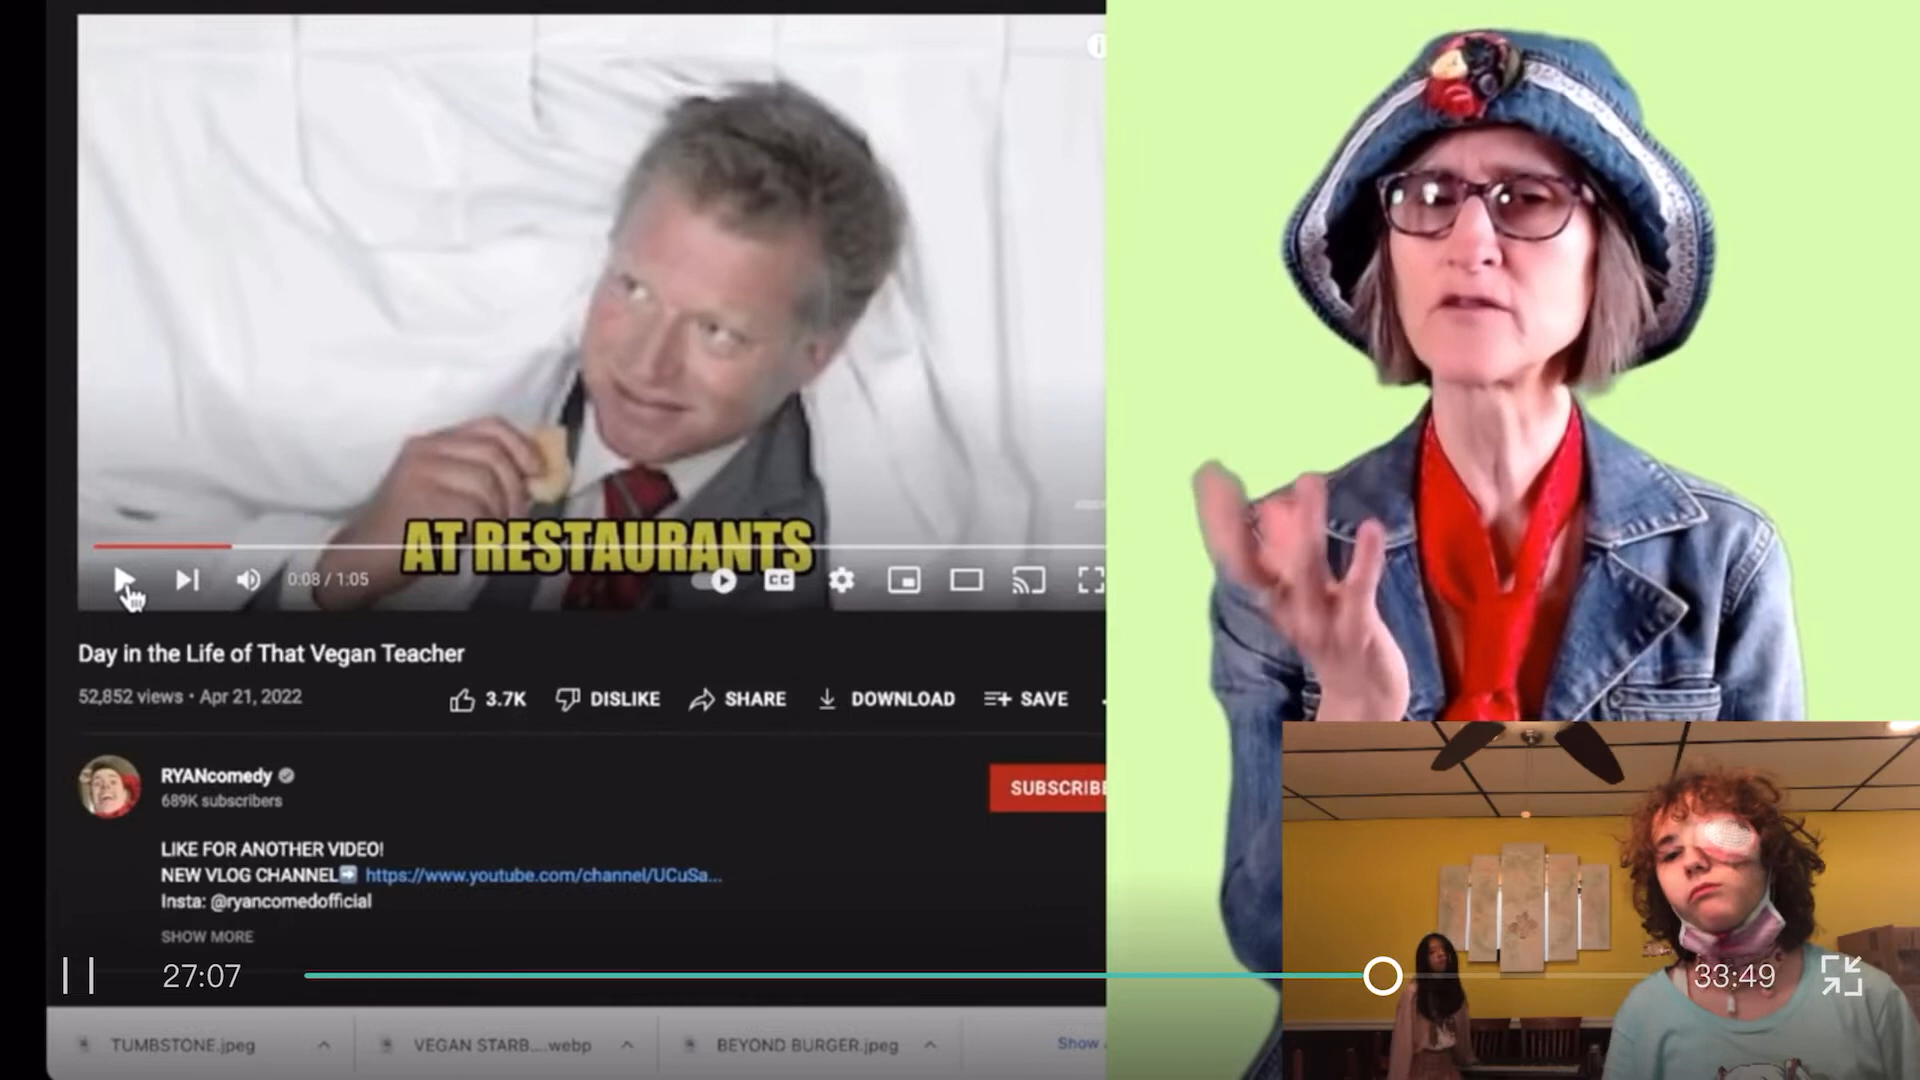 AT RESTAURANTS
0:08 / 1:05
CC
Day in the Life of That Vegan Teacher
52,852 views • Apr 21, 2022
3.7K
DISLIKE
SHARE
DOWNLOAD
SAVE
RYANcomedy
689K subscribers
SUBSCRIBE
LIKE FOR ANOTHER VIDEO!
NEW VLOG CHANNEL➡️ https://www.youtube.com/channel/UCuSa...
Insta: @ryancomedofficial
SHOW MORE
27:07
33:49
TUMBSTONE.jpeg
VEGAN STARB....webp
BEYOND BURGER.jpeg
Show